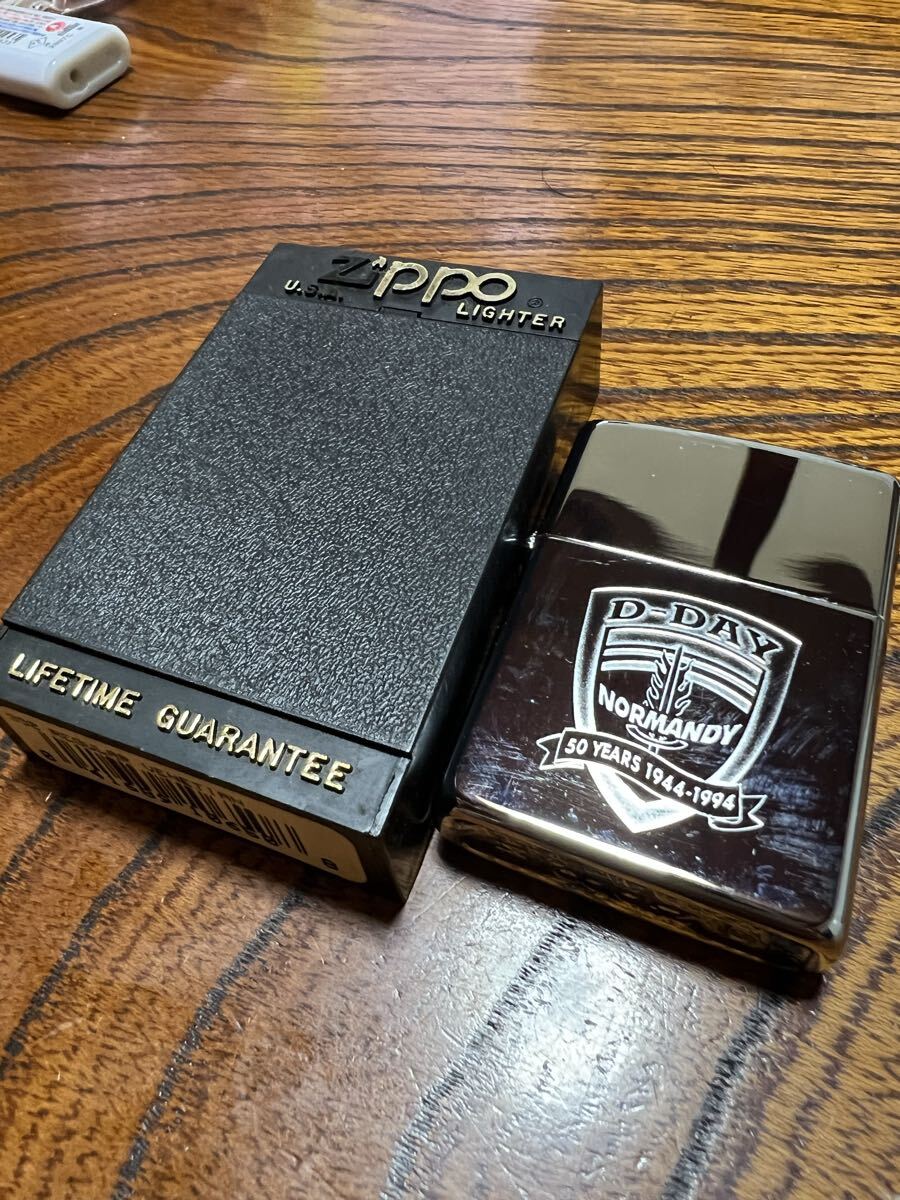 Zippo
U.S.A.
LIGHTER
LIFETIME GUARANTEE
D-DAY
NORMANDY
50 YEARS 1944-1994